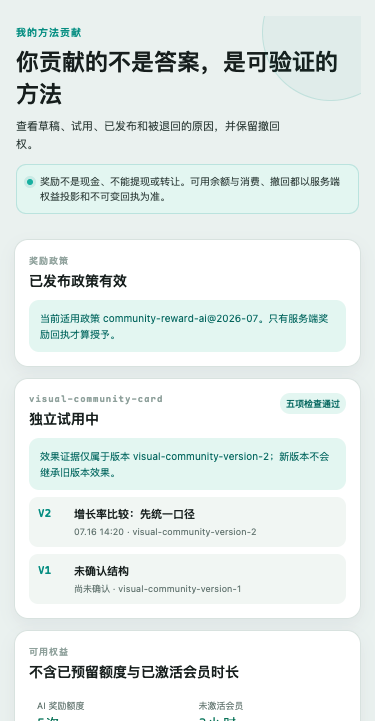 我的方法贡献
你贡献的不是答案，是可验证的
方法
查看草稿、试用、已发布和被退回的原因，并保留撤回
权。
奖励不是现金、不能提现或转让。可用余额与消费、撤回都以服务端
权益投影和不可变回执为准。
奖励政策
已发布政策有效
当前适用政策 community-reward-ai@2026-07。只有服务端奖
励回执才算授予。
visual-community-card
五项检查通过
独立试用中
效果证据仅属于版本 visual-community-version-2；新版本不会
继承旧版本效果。
V2 增长率比较：先统一口径
07.16 14:20 · visual-community-version-2
V1 未确认结构
尚未确认 · visual-community-version-1
可用权益
不含已预留额度与已激活会员时长
AI 奖励额度 未激活会员